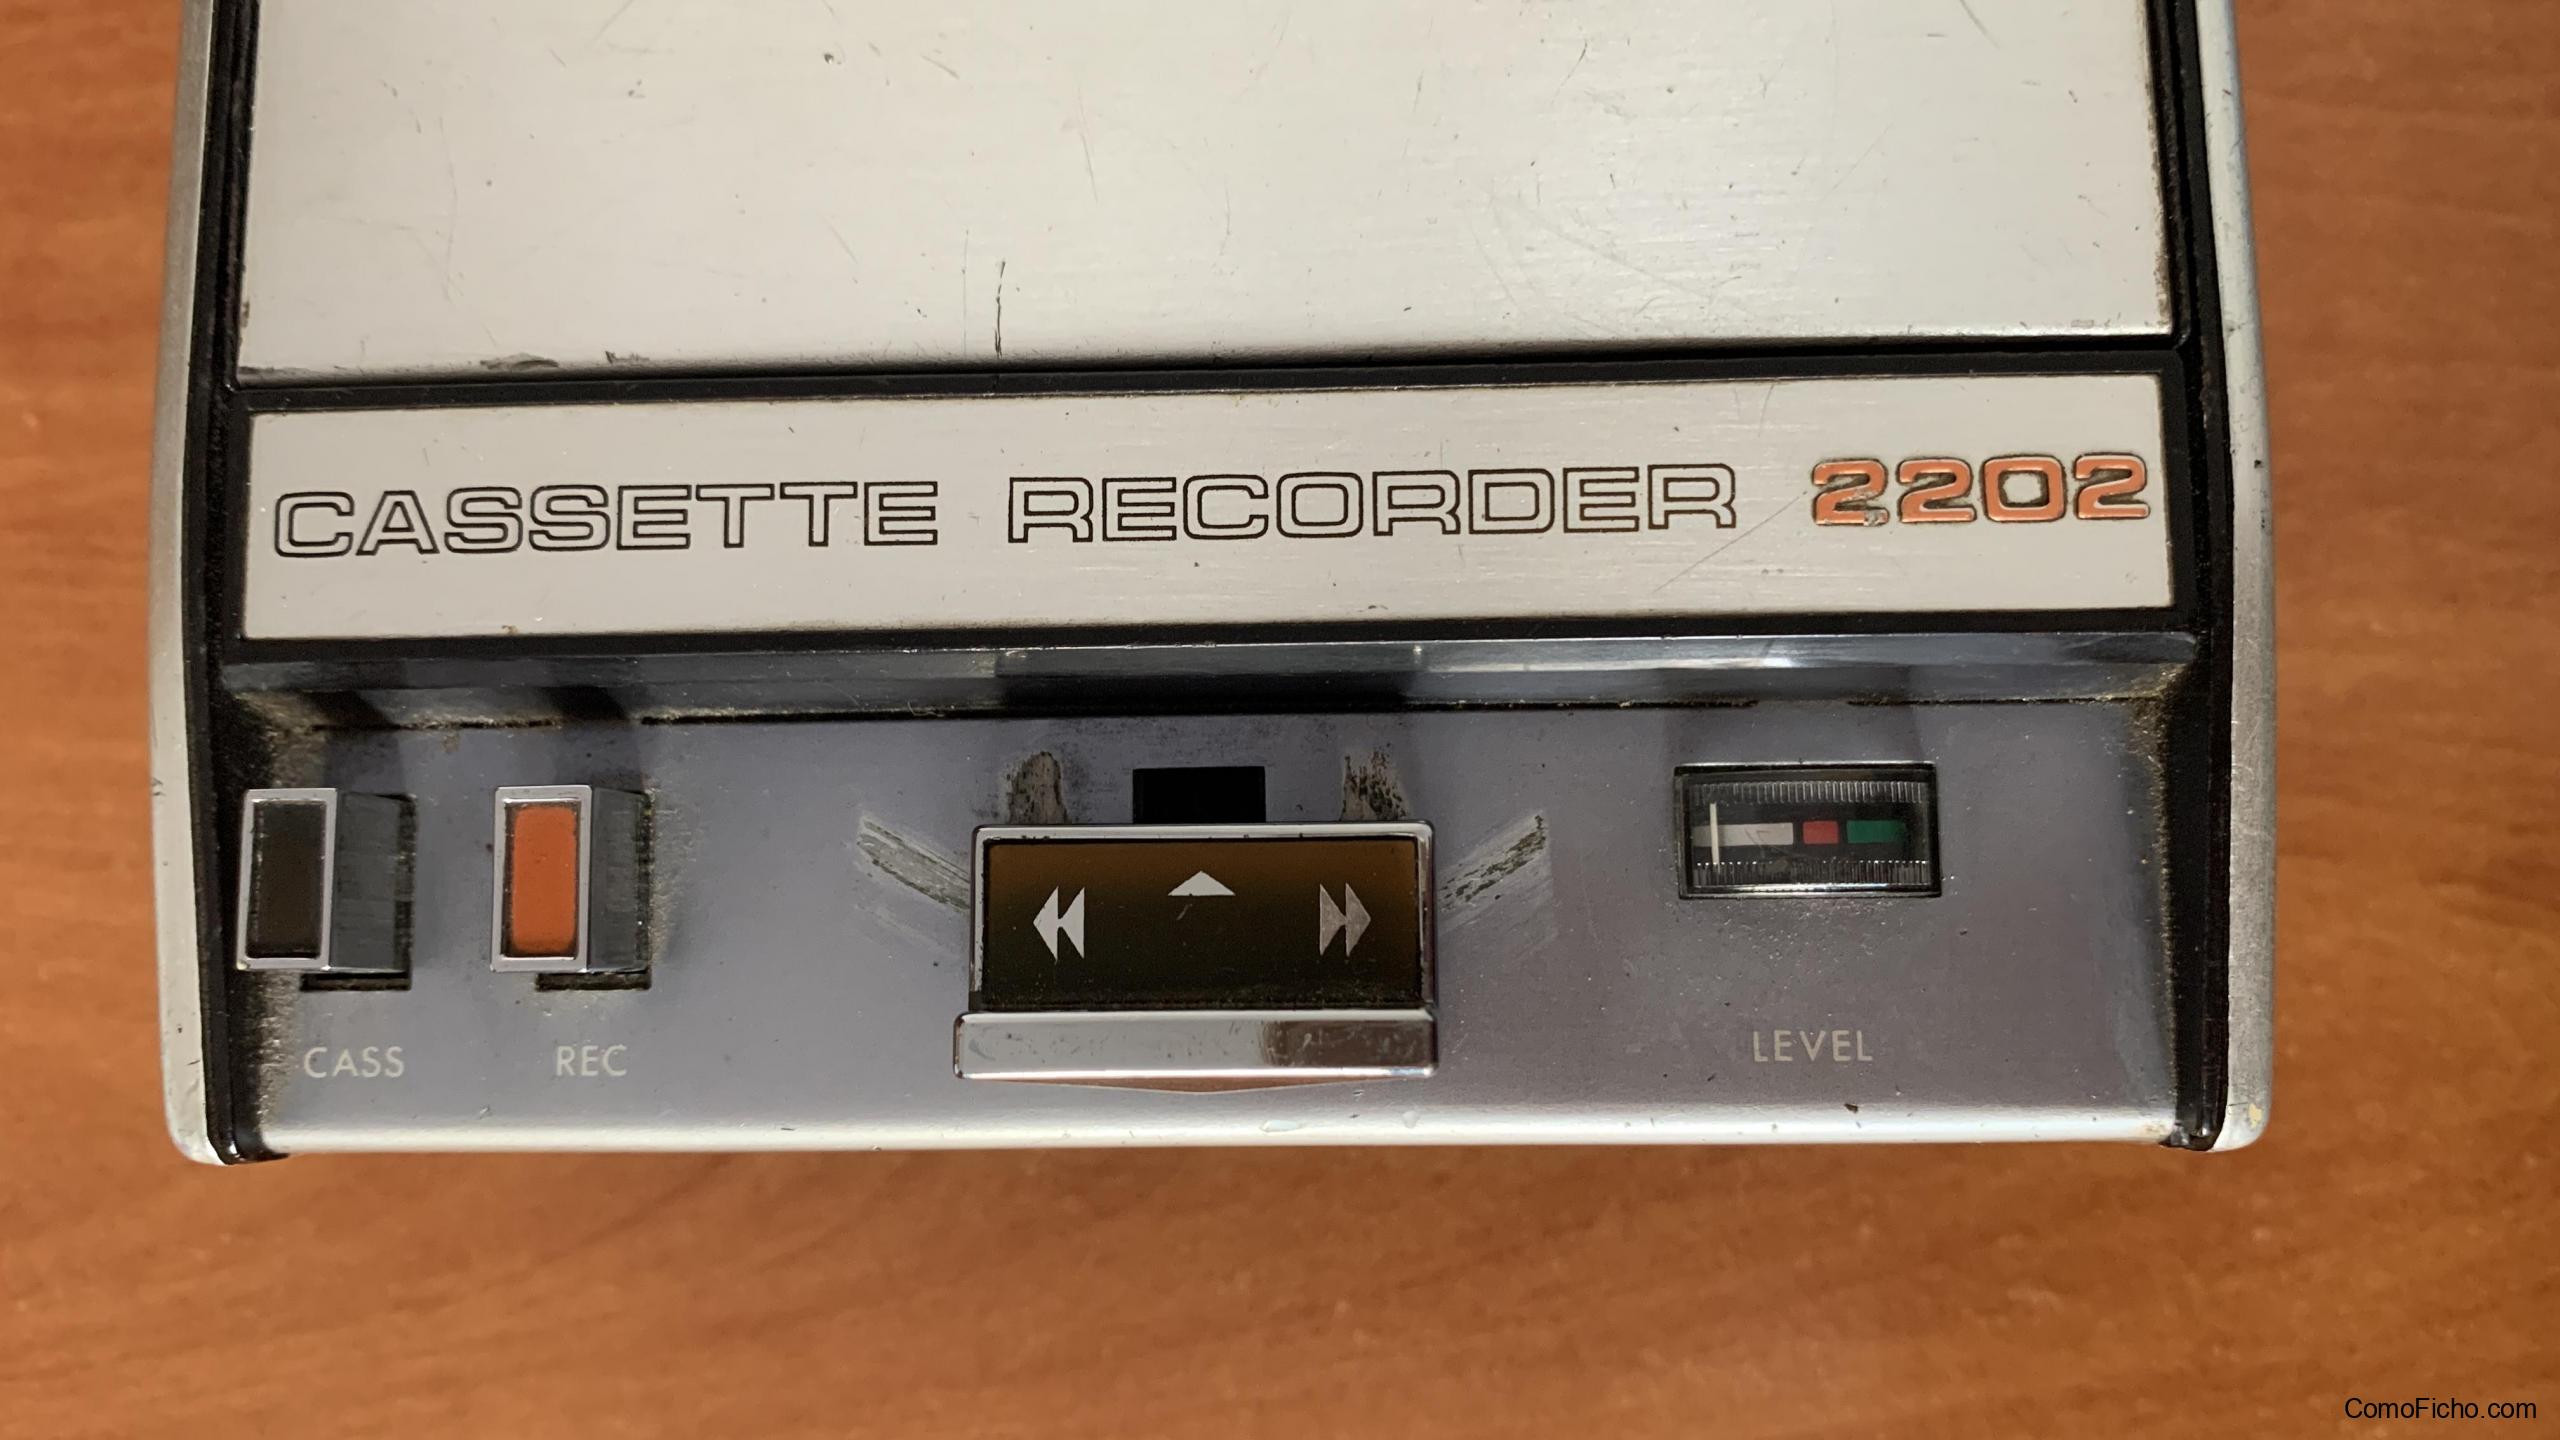 CASSETTE RECORDER 2202
CASS REC LEVEL
ComoFicho.com